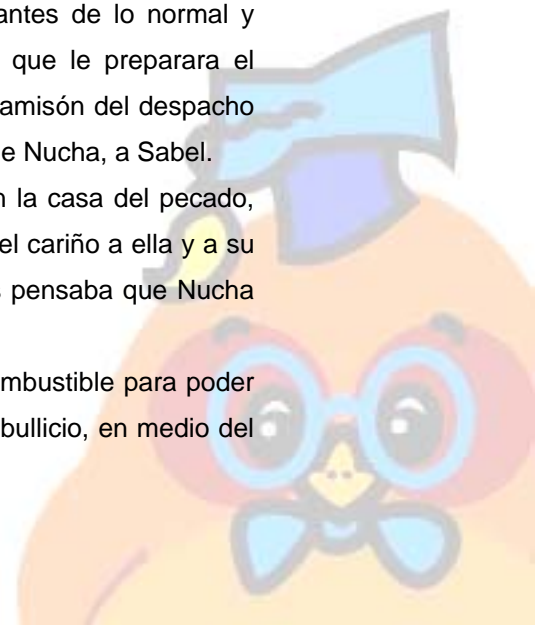 antes de lo normal y
que le preparara el
amisón del despacho
e Nucha, a Sabel.
la casa del pecado,
el cariño a ella y a su
pensaba que Nucha
mbustible para poder
bullicio, en medio del